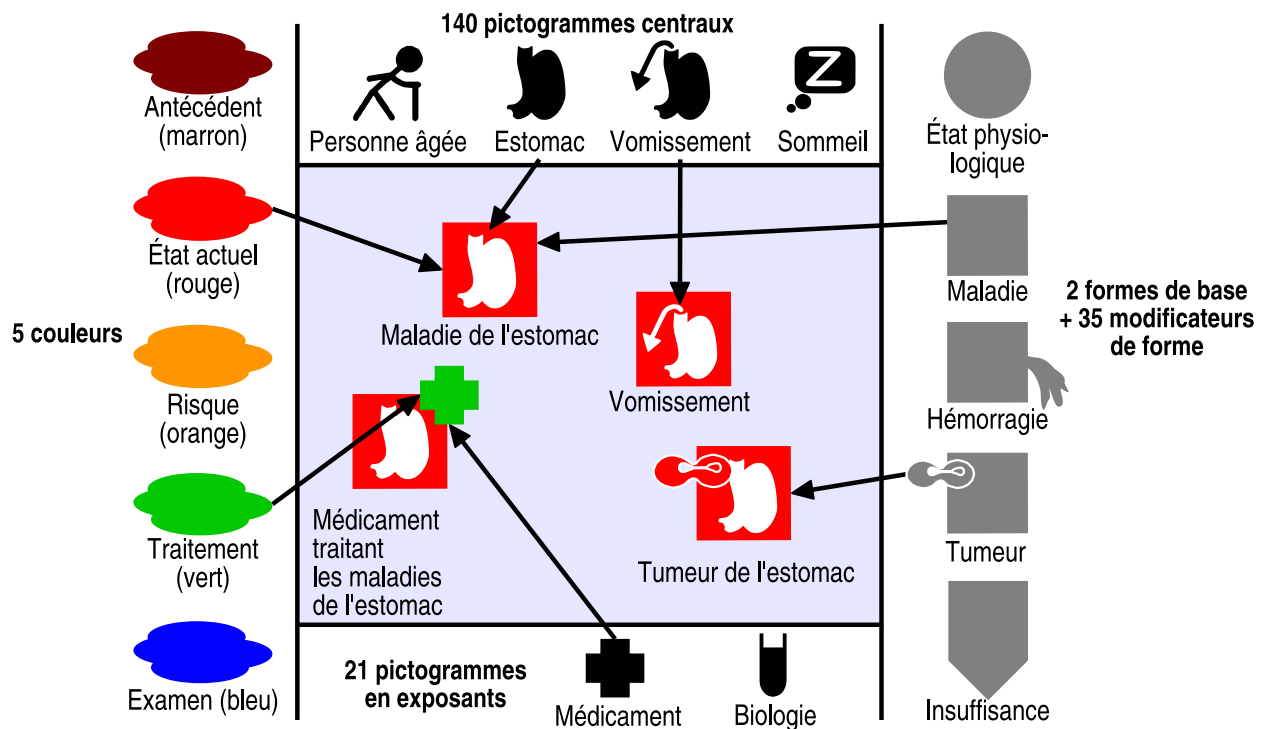 140 pictogrammes centraux
Personne âgée
Estomac
Vomissement
Sommeil
5 couleurs
Antécédent
(marron)
État actuel
(rouge)
Risque
(orange)
Traitement
(vert)
Examen (bleu)
Maladie de l'estomac
Vomissement
Médicament
traitant
les maladies
de l'estomac
Tumeur de l'estomac
21 pictogrammes
en exposants
Médicament
Biologie
État physio-
logique
Maladie
Hémorragie
Tumeur
Insuffisance
2 formes de base
+ 35 modificateurs
de forme